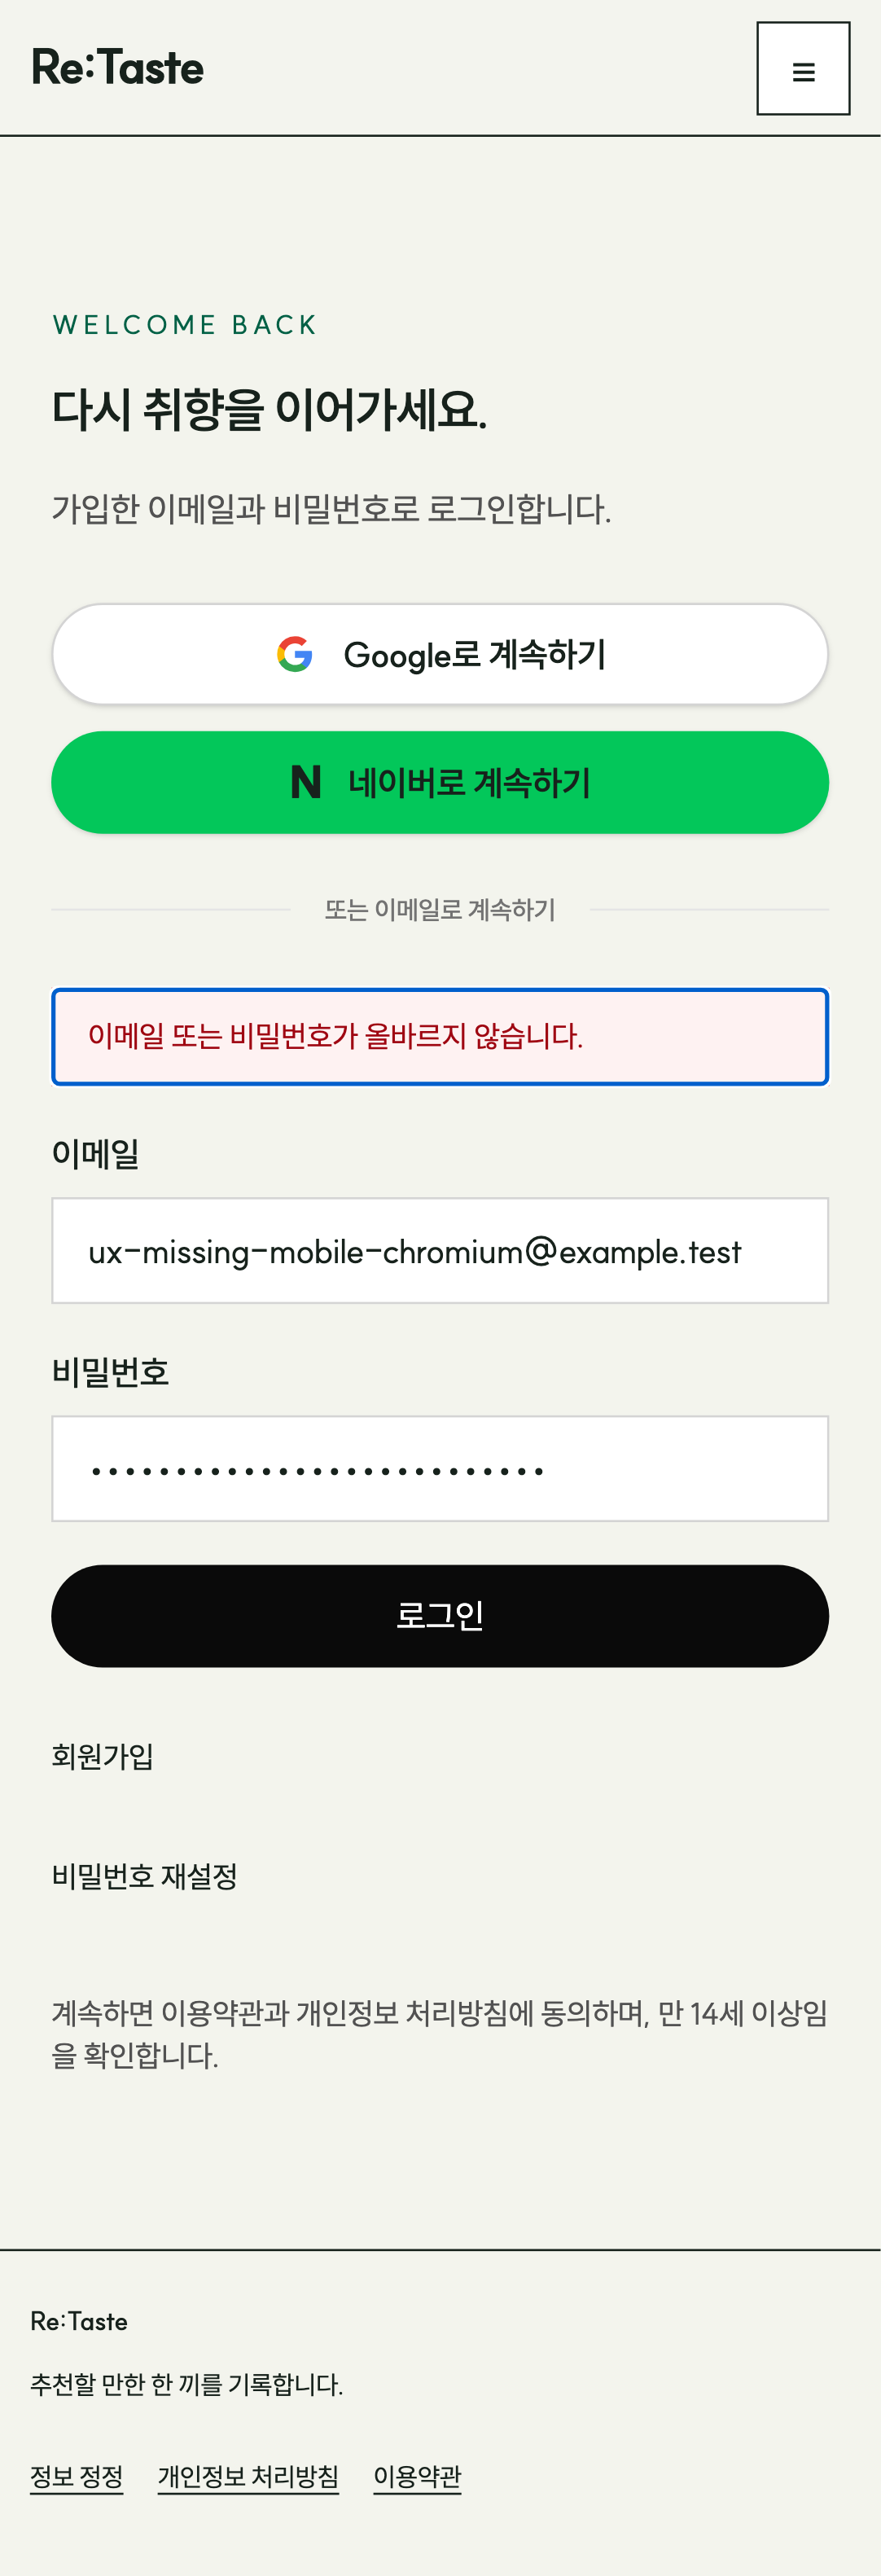 Re:Taste
WELCOME BACK
다시 취향을 이어가세요.
가입한 이메일과 비밀번호로 로그인합니다.
Google로 계속하기
N 네이버로 계속하기
또는 이메일로 계속하기
이메일 또는 비밀번호가 올바르지 않습니다.
이메일
ux-missing-mobile-chromium@example.test
비밀번호
로그인
회원가입
비밀번호 재설정
계속하면 이용약관과 개인정보 처리방침에 동의하며, 만 14세 이상임
을 확인합니다.
Re:Taste
추천할 만한 한 끼를 기록합니다.
정보 정정 개인정보 처리방침 이용약관